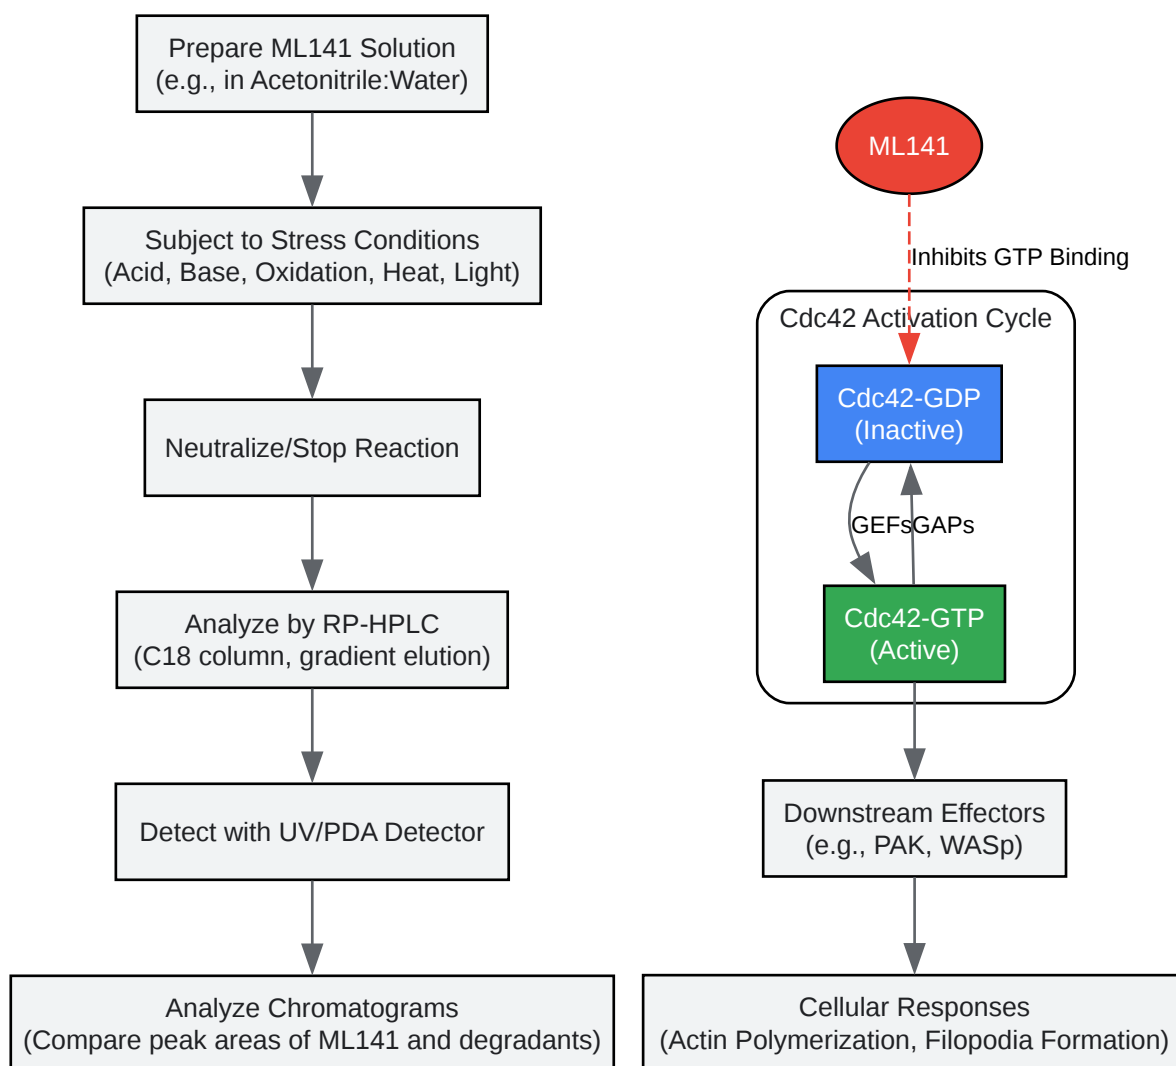 Prepare ML141 Solution
(e.g., in Acetonitrile:Water)
Subject to Stress Conditions
(Acid, Base, Oxidation, Heat, Light)
Neutralize/Stop Reaction
Analyze by RP-HPLC
(C18 column, gradient elution)
Detect with UV/PDA Detector
Analyze Chromatograms
(Compare peak areas of ML141 and degradants)
ML141
Inhibits GTP Binding
Cdc42 Activation Cycle
Cdc42-GDP
(Inactive)
GEFs
GAPs
Cdc42-GTP
(Active)
Downstream Effectors
(e.g., PAK, WASp)
Cellular Responses
(Actin Polymerization, Filopodia Formation)